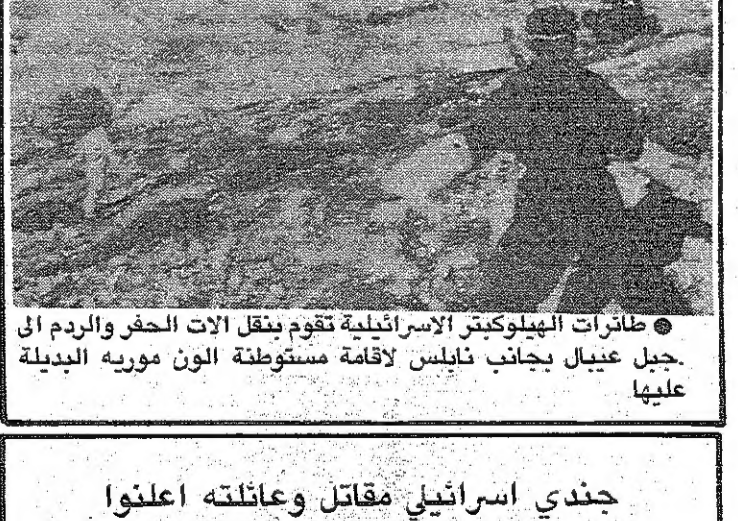 ● طائرات الهيلوكبتر الاسرائيلية تقوم بنقل الات الحفر والردم الى
جبل عيبال بجانب نابلس لاقامة مستوطنة الون موريه البديلة
عليها
جندي اسرائيلي مقاتل وعائلته اعلنوا